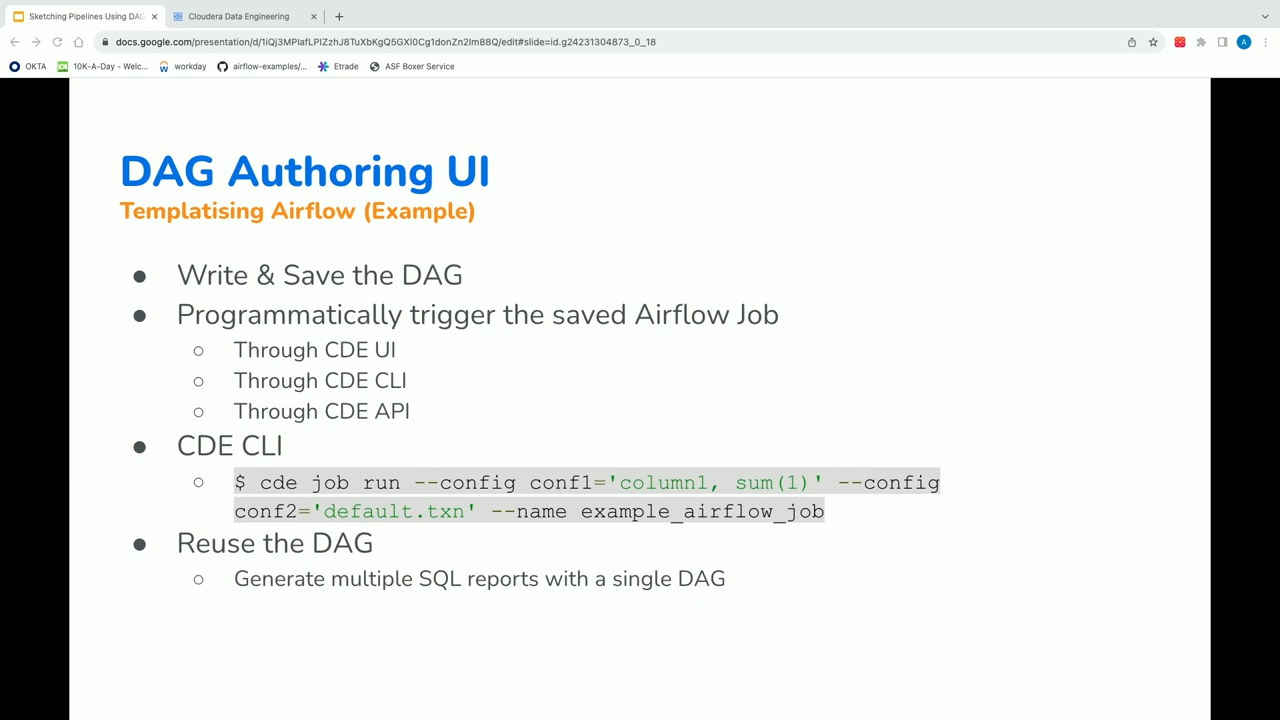 Sketching Pipelines Using DAG
Cloudera Data Engineering
docs.google.com/presentation/d/1iQj3MPIafLPIZzhJ8TuXbKgQ5GXl0Cg1donZn2Im88Q/edit#slide=id.g24231304873_0_18
A
OKTA
10K-A-Day - Welc...
workday
airflow-examples/...
Etrade
ASF Boxer Service
DAG Authoring UI
Templatising Airflow (Example)
● Write & Save the DAG
● Programmatically trigger the saved Airflow Job
○ Through CDE UI
○ Through CDE CLI
○ Through CDE API
● CDE CLI
○ $ cde job run --config conf1='column1, sum(1)' --config
conf2='default.txn' --name example_airflow_job
● Reuse the DAG
○ Generate multiple SQL reports with a single DAG